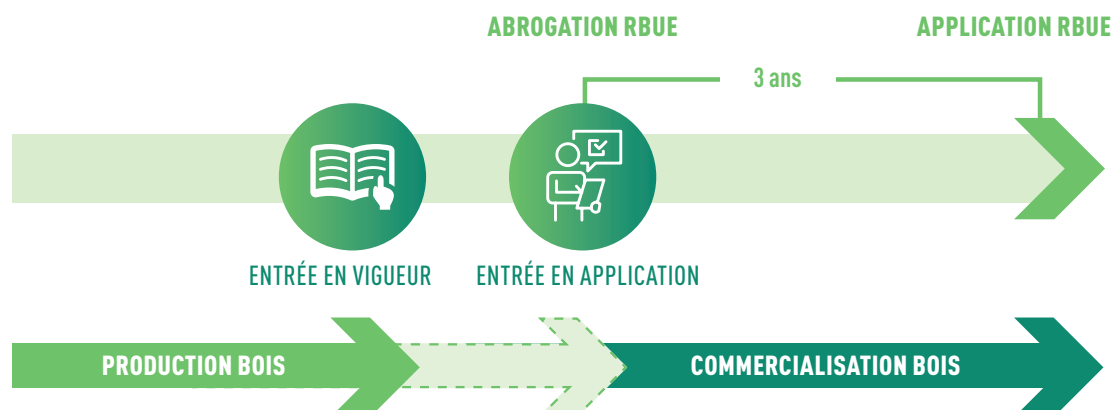 ABROGATION RBUE
APPLICATION RBUE
3 ans
ENTRÉE EN VIGUEUR
ENTRÉE EN APPLICATION
PRODUCTION BOIS
COMMERCIALISATION BOIS